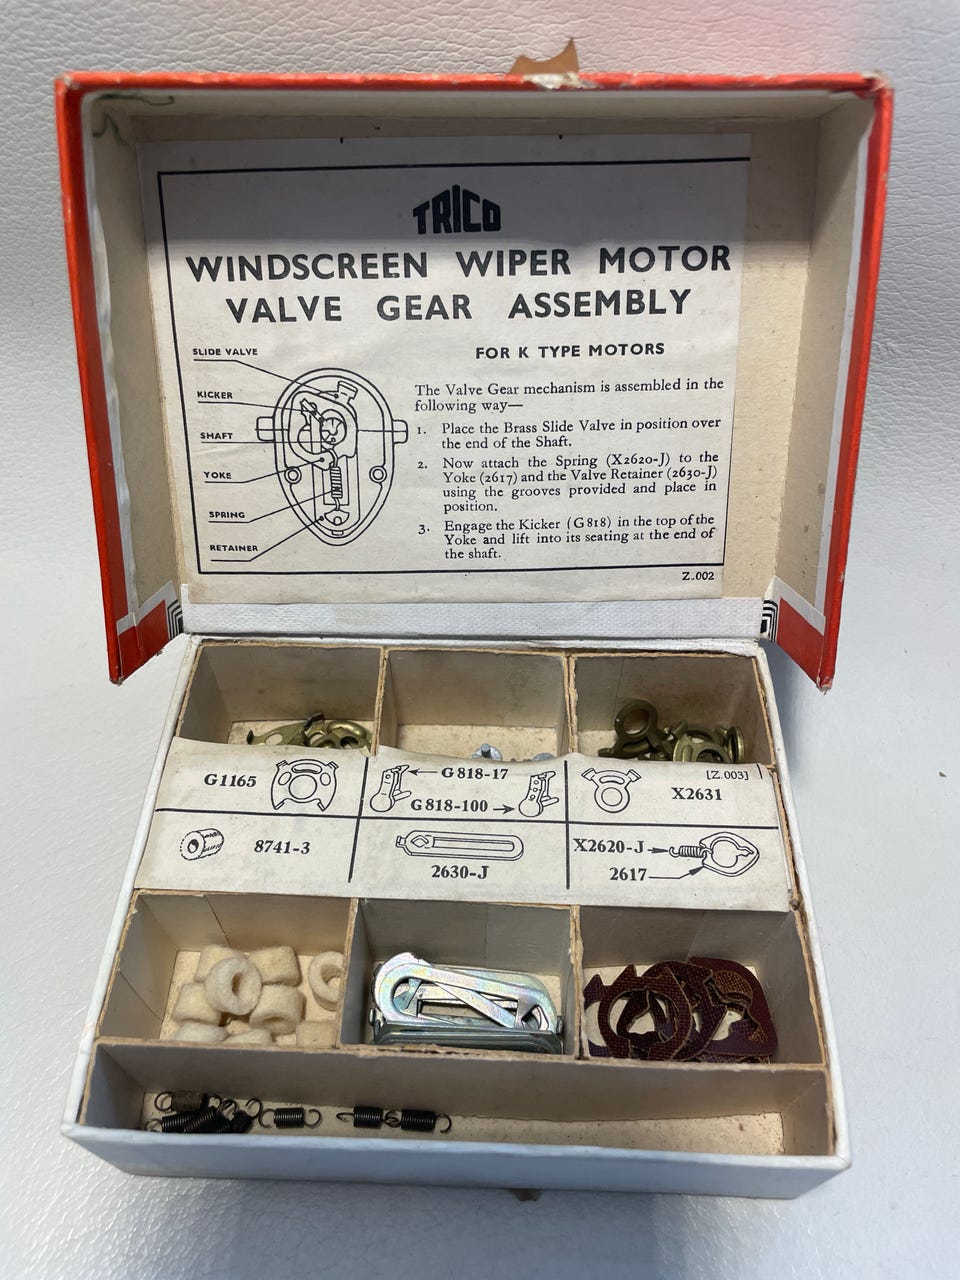 TRICO
WINDSCREEN WIPER MOTOR
VALVE GEAR ASSEMBLY
FOR K TYPE MOTORS
SLIDE VALVE
KICKER
SHAFT
YOKE
SPRING
RETAINER
The Valve Gear mechanism is assembled in the
following way—
1. Place the Brass Slide Valve in position over
the end of the Shaft.
2. Now attach the Spring (X2620-J) to the
Yoke (2617) and the Valve Retainer (2630-J)
using the grooves provided and place in
position.
3. Engage the Kicker (G818) in the top of the
Yoke and lift into its seating at the end of
the shaft.
Z.002
G1165
G818-17
G818-100
[Z.003]
X2631
8741-3
2630-J
X2620-J
2617